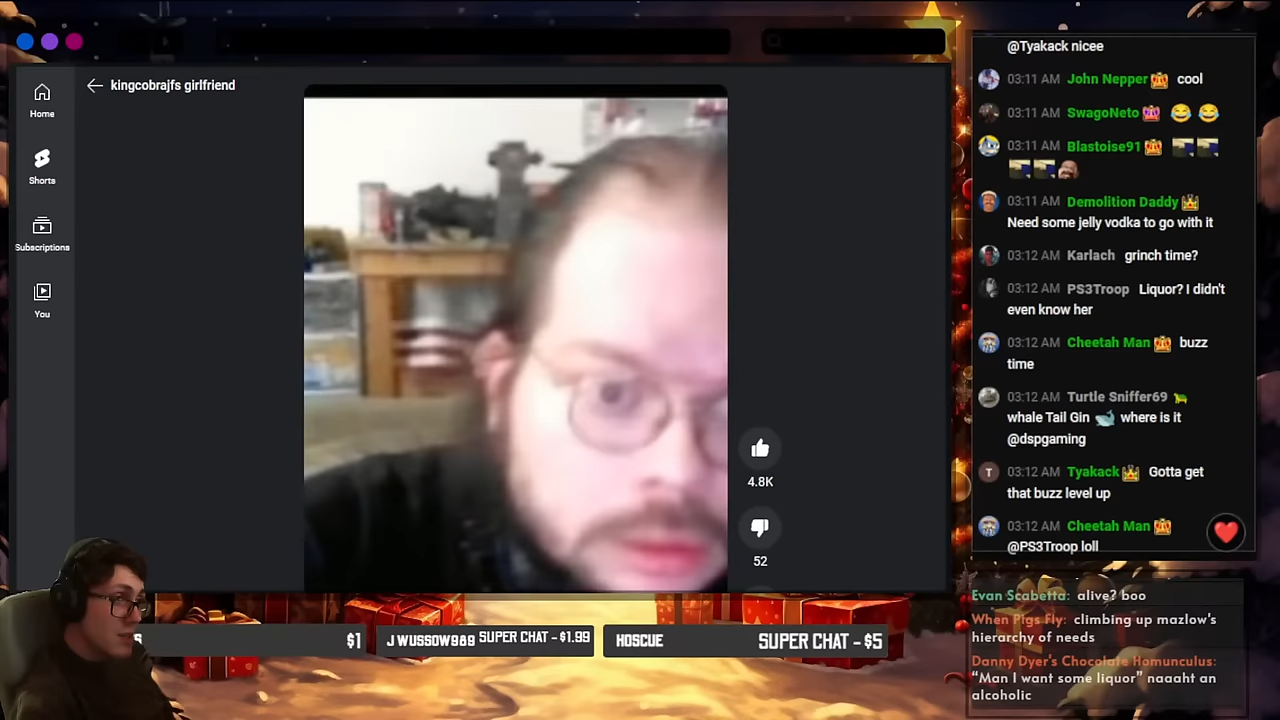 kingcobrajfs girlfriend
Home
Shorts
Subscriptions
You
4.8K
52
$1
J WUSSOW989 SUPER CHAT - $1.99
HOSCUE SUPER CHAT - $5
@Tyakack nicee
03:11 AM John Nepper cool
03:11 AM SwagoNeto
03:11 AM Blastoise91
03:11 AM Demolition Daddy
Need some jelly vodka to go with it
03:12 AM Karlach grinch time?
03:12 AM PS3Troop Liquor? I didn't
even know her
03:12 AM Cheetah Man buzz
time
03:12 AM Turtle Sniffer69
whale Tail Gin where is it
@dspgaming
T 03:12 AM Tyakack Gotta get
that buzz level up
03:12 AM Cheetah Man
@PS3Troop loll
Evan Scabetta: alive? boo
When Pigs Fly: climbing up mazlow's
hierarchy of needs
Danny Dyer's Chocolate Homunculus:
"Man I want some liquor" naaaht an
alcoholic